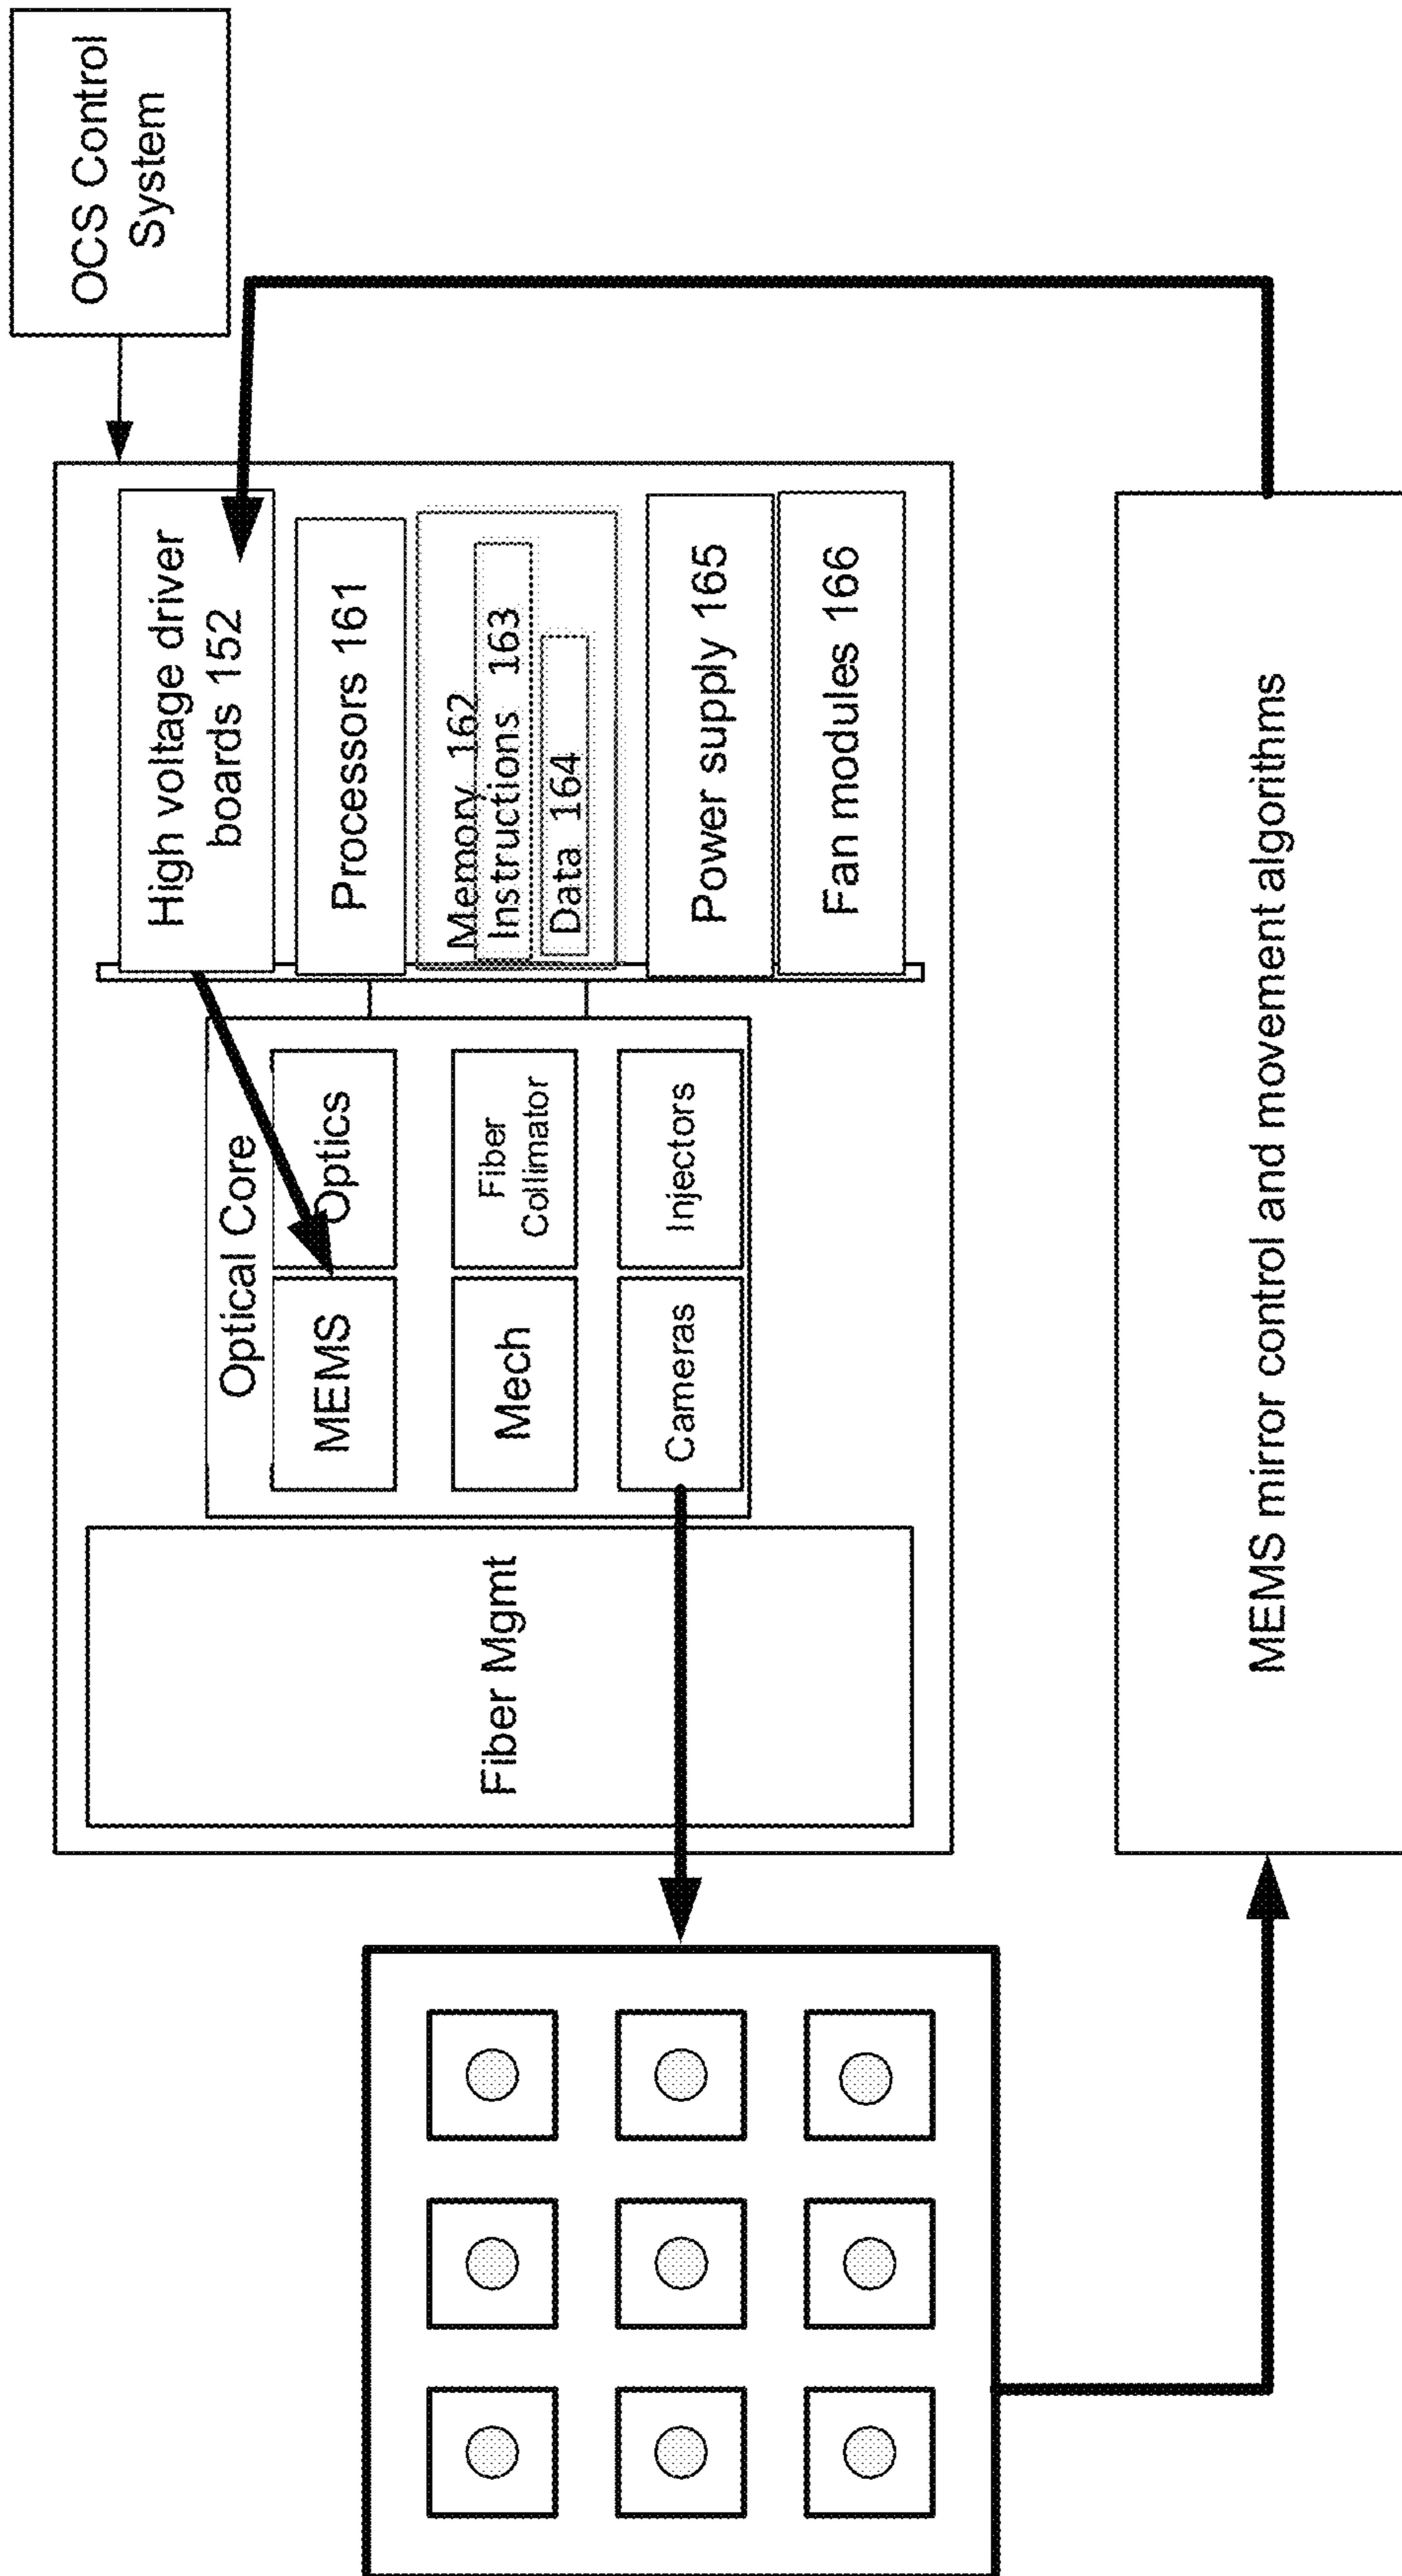 OCS Control
System
High voltage driver
boards 152
Processors 161
Memory 162
Instructions 163
Data 164
Power supply 165
Fan modules 166
Optical Core
MEMS
Optics
Mech
Fiber
Collimator
Cameras
Injectors
Fiber Mgmt
MEMS mirror control and movement algorithms